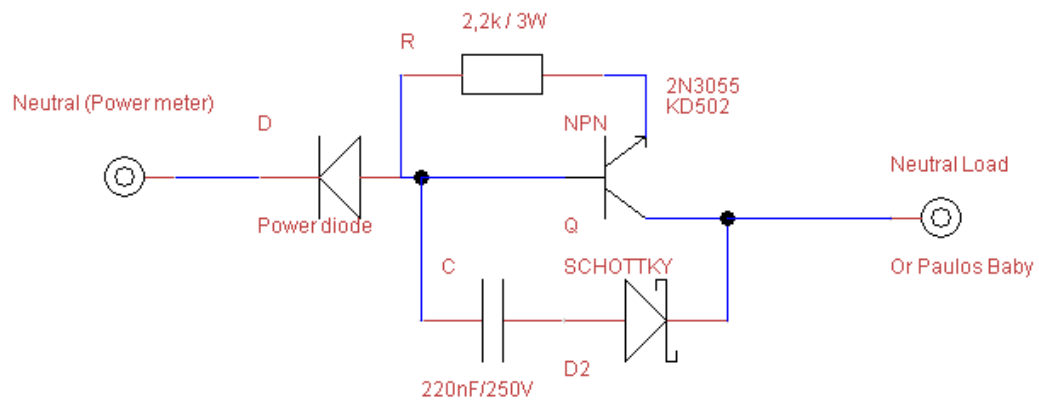 2,2k / 3W
R
2N3055
KD502
Neutral (Power meter)
D
NPN
Neutral Load
Power diode
Q
C
SCHOTTKY
Or Paulos Baby
D2
220nF/250V